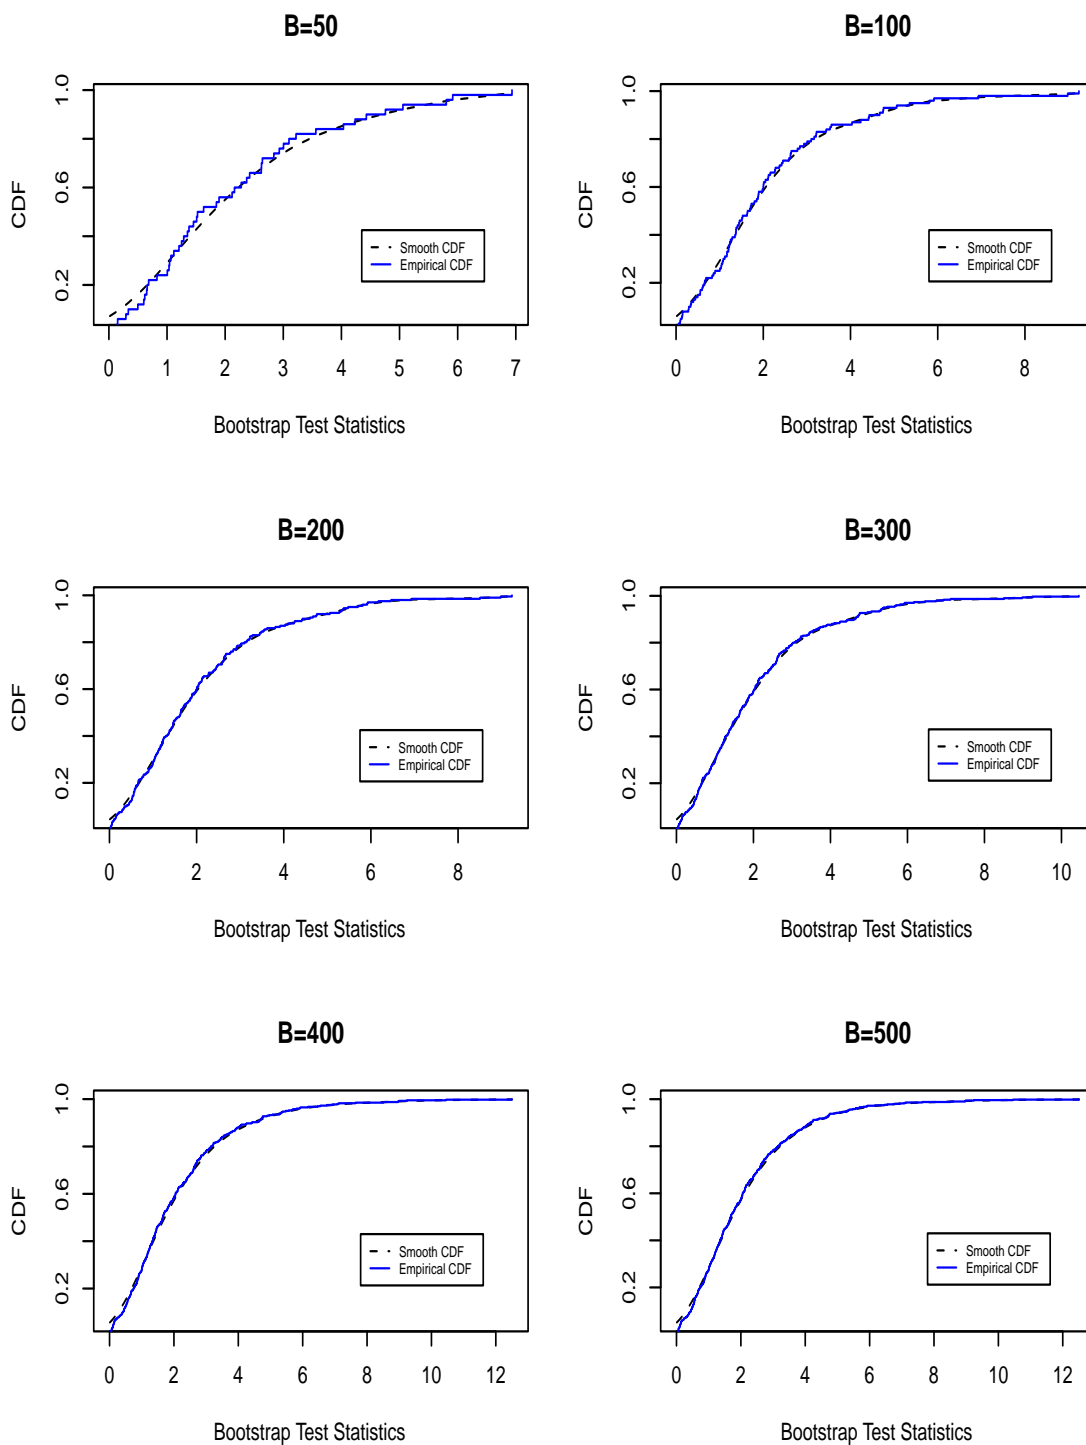 B=50
CDF
0.2 0.6 1.0
Smooth CDF
Empirical CDF
0 1 2 3 4 5 6 7
Bootstrap Test Statistics
B=100
CDF
0.2 0.6 1.0
Smooth CDF
Empirical CDF
0 2 4 6 8
Bootstrap Test Statistics
B=200
CDF
0.2 0.6 1.0
Smooth CDF
Empirical CDF
0 2 4 6 8
Bootstrap Test Statistics
B=300
CDF
0.2 0.6 1.0
Smooth CDF
Empirical CDF
0 2 4 6 8 10
Bootstrap Test Statistics
B=400
CDF
0.2 0.6 1.0
Smooth CDF
Empirical CDF
0 2 4 6 8 10 12
Bootstrap Test Statistics
B=500
CDF
0.2 0.6 1.0
Smooth CDF
Empirical CDF
0 2 4 6 8 10 12
Bootstrap Test Statistics